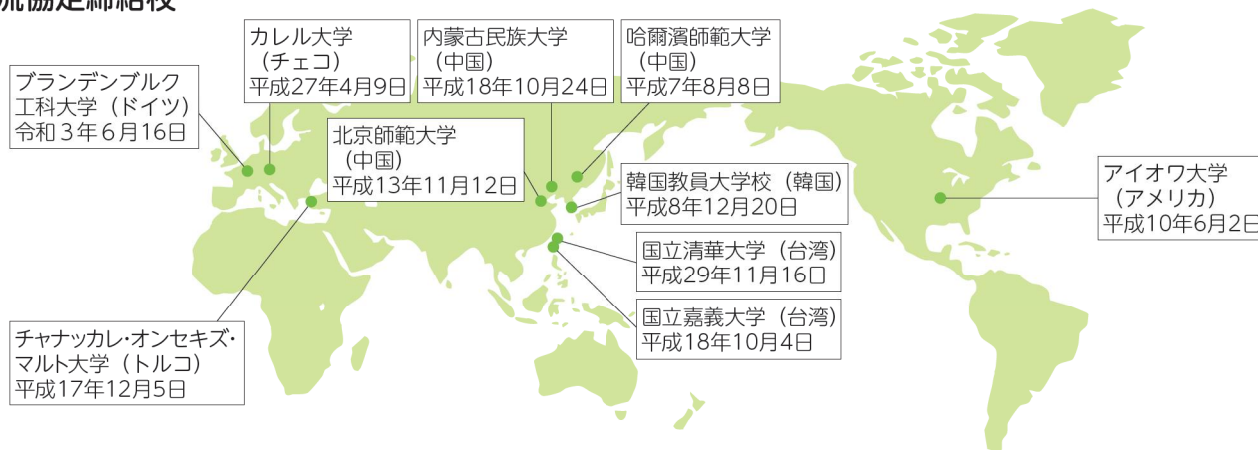 流協定締結校
カレル大学
（チェコ）
平成27年4月9日
内蒙古民族大学
（中国）
平成18年10月24日
哈爾濱師範大学
（中国）
平成7年8月8日
ブランデンブルク
工科大学（ドイツ）
令和３年６月16日
北京師範大学
（中国）
平成13年11月12日
韓国教員大学校（韓国）
平成8年12月20日
アイオワ大学
（アメリカ）
平成10年6月2日
国立清華大学（台湾）
平成29年11月16日
国立嘉義大学（台湾）
平成18年10月4日
チャナッカレ・オンセキズ・
マルト大学（トルコ）
平成17年12月5日